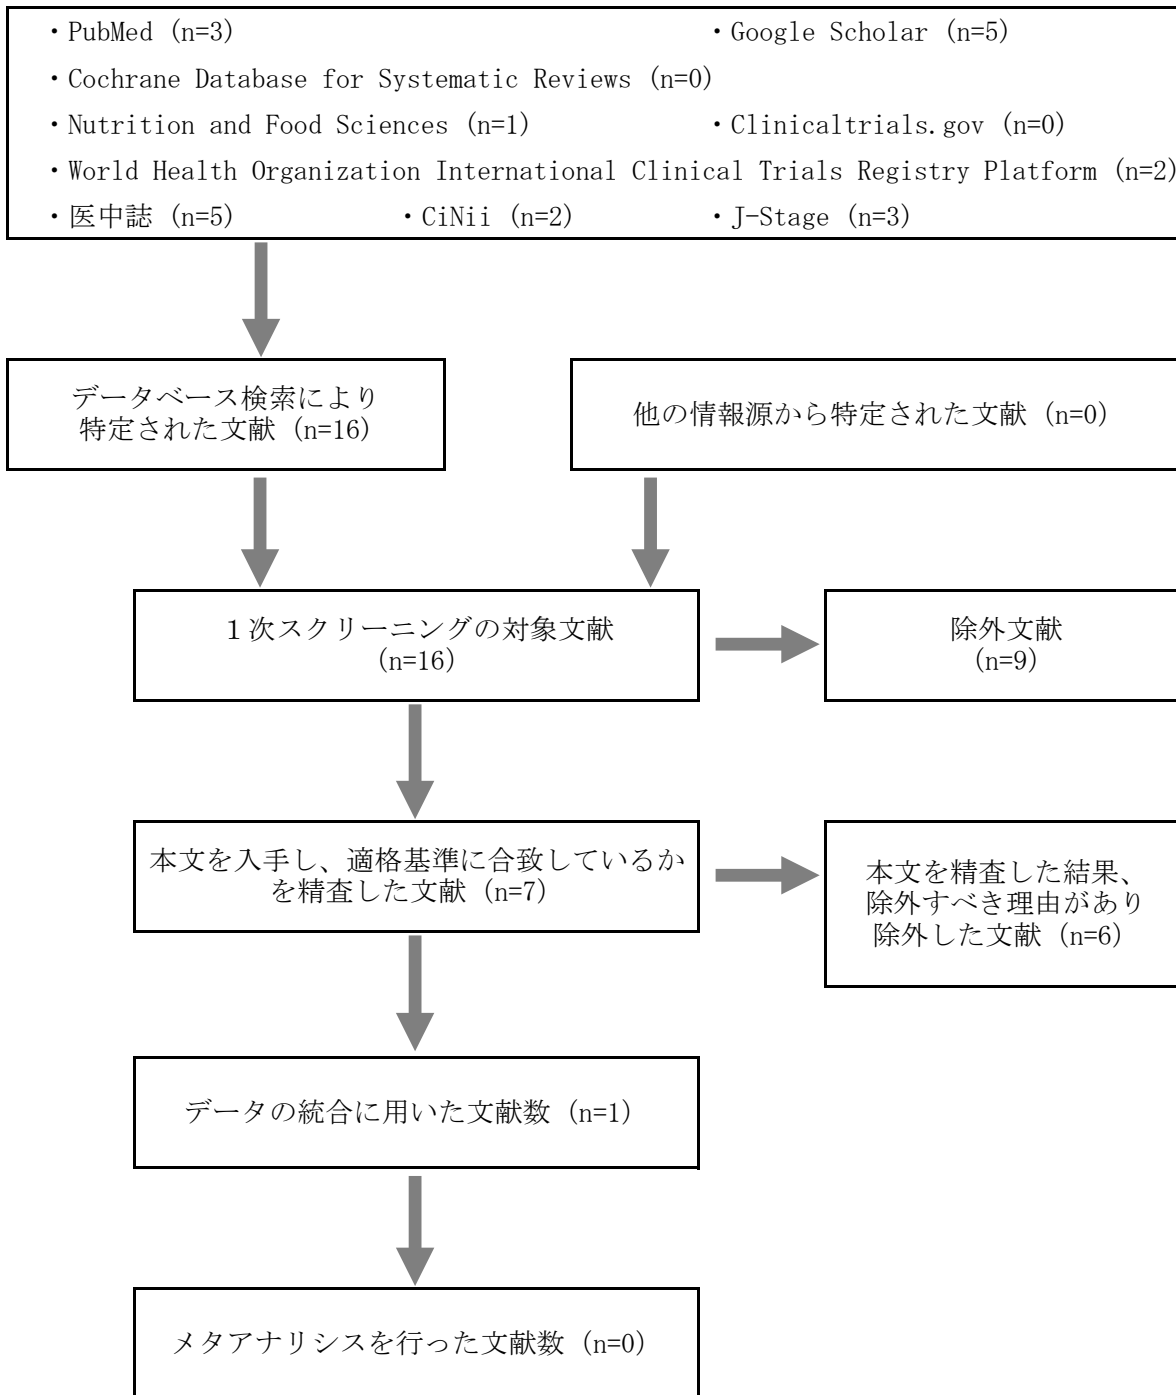 ・PubMed (n=3) ・Google Scholar (n=5)
・Cochrane Database for Systematic Reviews (n=0)
・Nutrition and Food Sciences (n=1) ・Clinicaltrials.gov (n=0)
・World Health Organization International Clinical Trials Registry Platform (n=2)
・医中誌 (n=5) ・CiNii (n=2) ・J-Stage (n=3)
データベース検索により
特定された文献 (n=16)
他の情報源から特定された文献 (n=0)
１次スクリーニングの対象文献
(n=16)
除外文献
(n=9)
本文を入手し、適格基準に合致しているか
を精査した文献 (n=7)
本文を精査した結果、
除外すべき理由があり
除外した文献 (n=6)
データの統合に用いた文献数 (n=1)
メタアナリシスを行った文献数 (n=0)